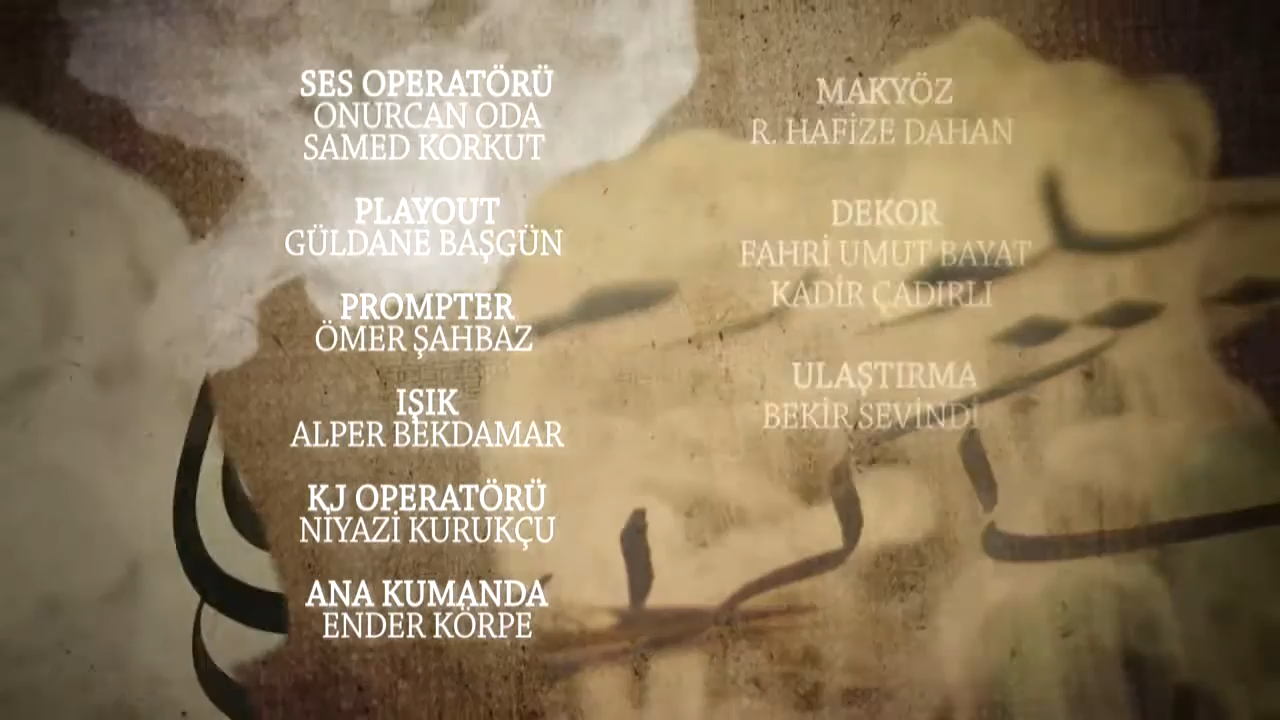 SES OPERATÖRÜ
ONURCAN ODA
SAMED KORKUT
PLAYOUT
GÜLDANE BAŞGÜN
PROMPTER
ÖMER ŞAHBAZ
IŞIK
ALPER BEKDAMAR
KJ OPERATÖRÜ
NİYAZİ KURUKÇU
ANA KUMANDA
ENDER KÖRPE
MAKYÖZ
R. HAFİZE DAHAN
DEKOR
FAHRİ UMUT BAYAT
KADİR ÇADIRLI
ULAŞTIRMA
BEKİR SEVİNDİ